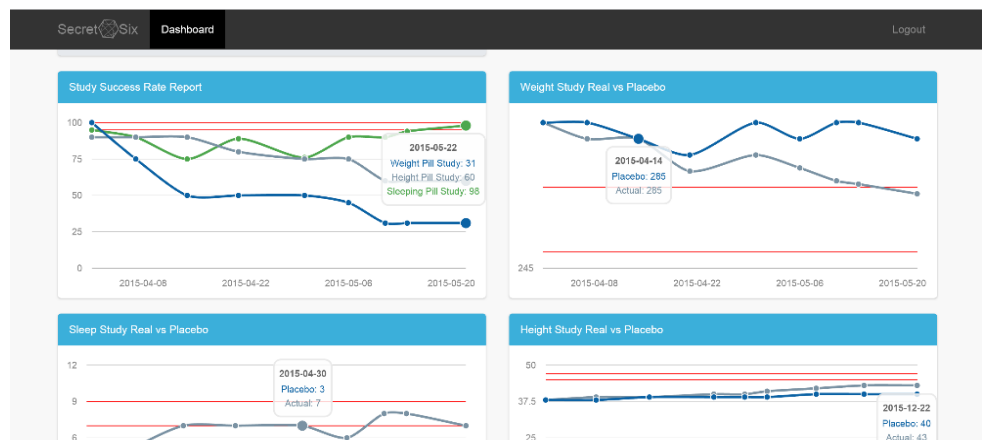 Secret Six Dashboard Logout
Study Success Rate Report
100
75
50
25
0
2015-04-08 2015-04-22 2015-05-06 2015-05-20
2015-05-22
Weight Pill Study: 31
Height Pill Study: 60
Sleeping Pill Study: 98
Weight Study Real vs Placebo
245
2015-04-08 2015-04-22 2015-05-06 2015-05-20
2015-04-14
Placebo: 285
Actual: 285
Sleep Study Real vs Placebo
12
9
6
2015-04-30
Placebo: 3
Actual: 7
Height Study Real vs Placebo
50
37.5
25
2015-12-22
Placebo: 40
Actual: 43